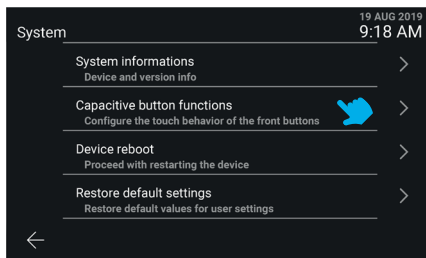 19 AUG 2019
System
9:18 AM
System informations
Device and version info
Capacitive button functions
Configure the touch behavior of the front buttons
Device reboot
Proceed with restarting the device
Restore default settings
Restore default values for user settings